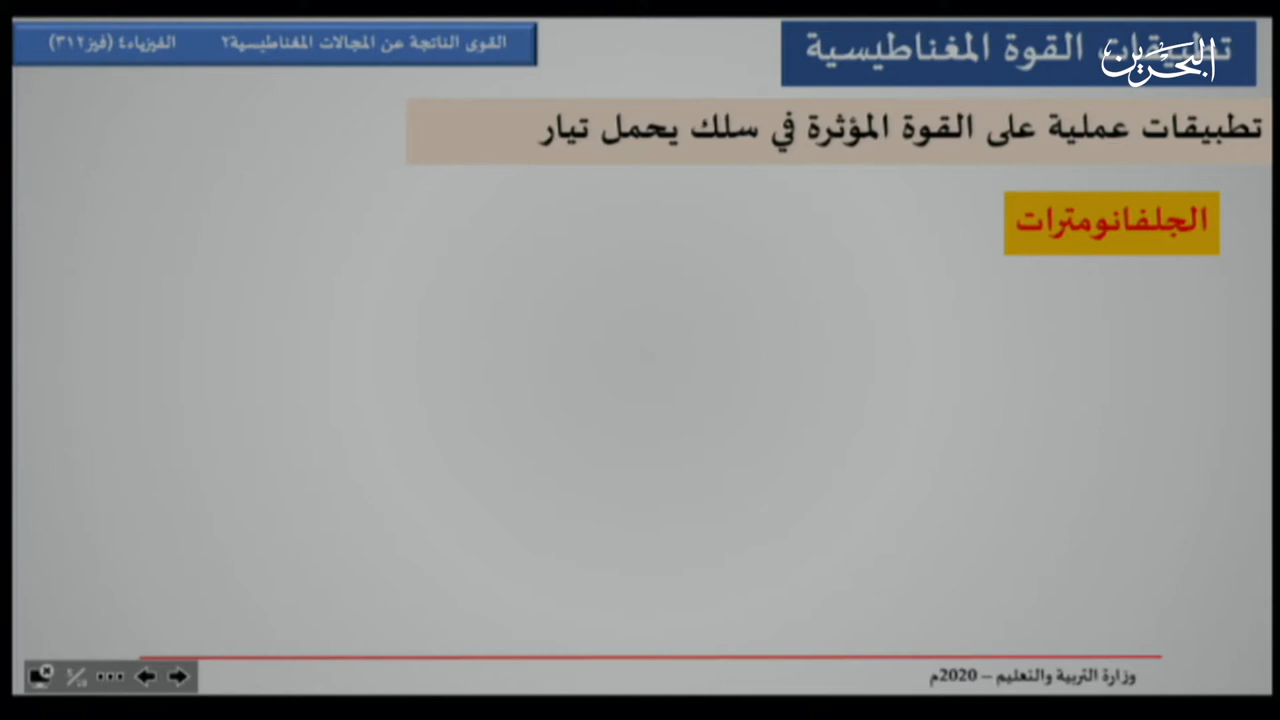 تطبيقات القوة المغناطيسية
البحرين
القوى الناتجة عن المجالات المغناطيسية٢ الفيزياء٤ (فيز٣١٢)
تطبيقات عملية على القوة المؤثرة في سلك يحمل تيار
الجلفانومترات
وزارة التربية والتعليم – 2020م